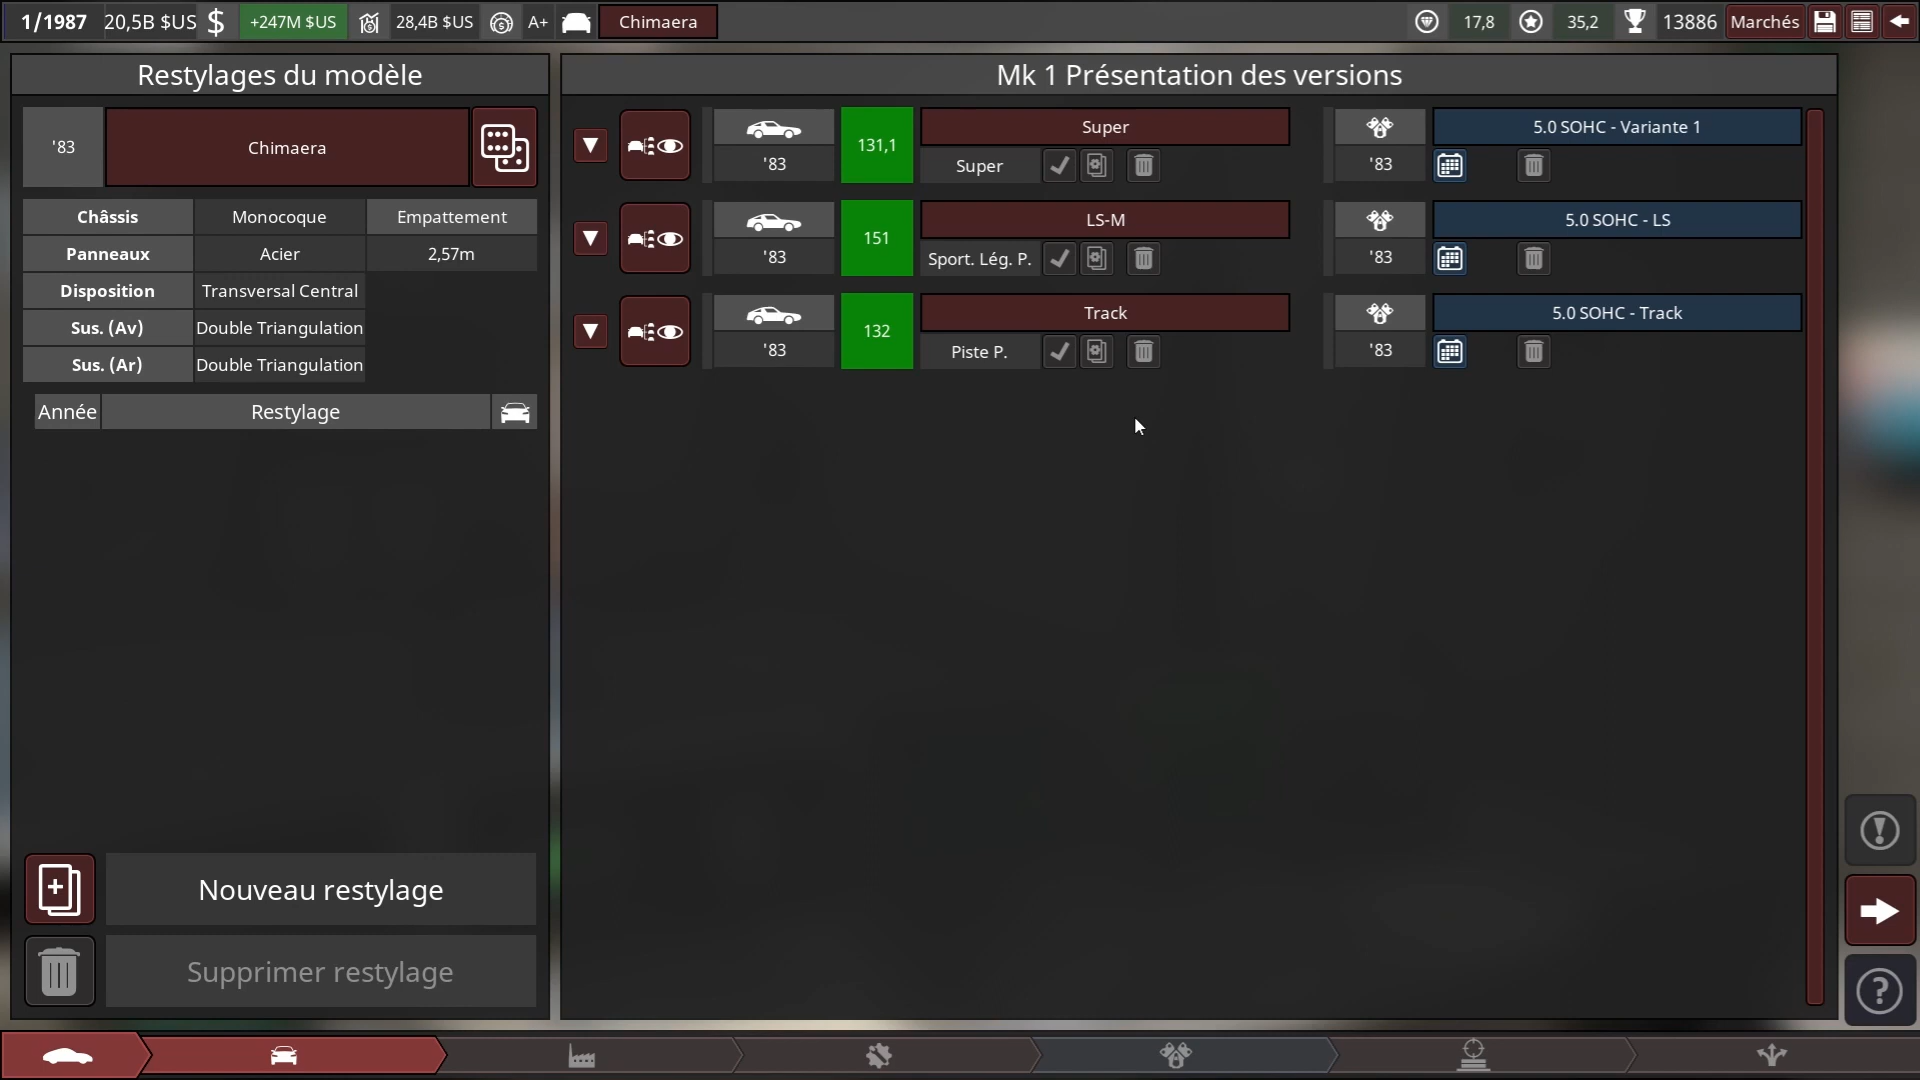 1/1987 20,5B $US $ +247M $US 28,4B $US A+ Chimaera 17,8 35,2 13886 Marchés
Restylages du modèle
'83 Chimaera
Châssis Monocoque Empattement
Panneaux Acier 2,57m
Disposition Transversal Central
Sus. (Av) Double Triangulation
Sus. (Ar) Double Triangulation
Année Restylage
Nouveau restylage
Supprimer restylage
Mk 1 Présentation des versions
'83 131,1 Super
Super
'83 5.0 SOHC - Variante 1
'83 151 LS-M
Sport. Lég. P.
'83 5.0 SOHC - LS
'83 132 Track
Piste P.
'83 5.0 SOHC - Track
?